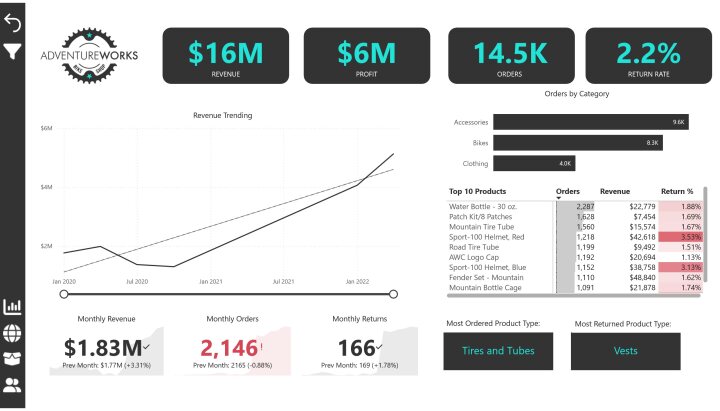 ADVENTUREWORKS
BIKE SHOP
$16M
REVENUE
$6M
PROFIT
14.5K
ORDERS
2.2%
RETURN RATE
Revenue Trending
$6M
$4M
$2M
Jan 2020 Jul 2020 Jan 2021 Jul 2021 Jan 2022
Orders by Category
Accessories 9.6K
Bikes 8.3K
Clothing 4.0K
Top 10 Products Orders Revenue Return %
Water Bottle - 30 oz. 2,287 $22,779 1.88%
Patch Kit/8 Patches 1,628 $7,454 1.69%
Mountain Tire Tube 1,560 $15,574 1.67%
Sport-100 Helmet, Red 1,218 $42,618 3.53%
Road Tire Tube 1,199 $9,492 1.51%
AWC Logo Cap 1,192 $20,694 1.13%
Sport-100 Helmet, Blue 1,152 $38,758 3.13%
Fender Set - Mountain 1,110 $48,840 1.62%
Mountain Bottle Cage 1,091 $21,878 1.74%
Monthly Revenue
$1.83M
Prev Month: $1.77M (+3.31%)
Monthly Orders
2,146!
Prev Month: 2165 (-0.88%)
Monthly Returns
166
Prev Month: 169 (+1.78%)
Most Ordered Product Type:
Tires and Tubes
Most Returned Product Type:
Vests